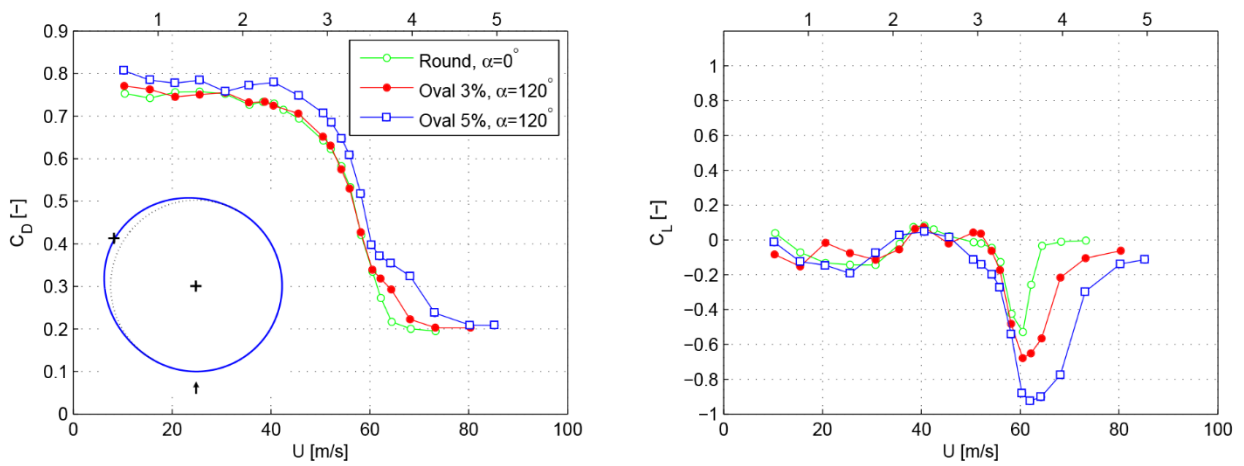 1 2 3 4 5
0.9
0.8
0.7
0.6
0.5
0.4
0.3
0.2
0.1
0
C_D [−]
Round, α=0°
Oval 3%, α=120°
Oval 5%, α=120°
0 20 40 60 80 100
U [m/s]
1 2 3 4 5
1
0.8
0.6
0.4
0.2
0
−0.2
−0.4
−0.6
−0.8
−1
C_L [−]
0 20 40 60 80 100
U [m/s]